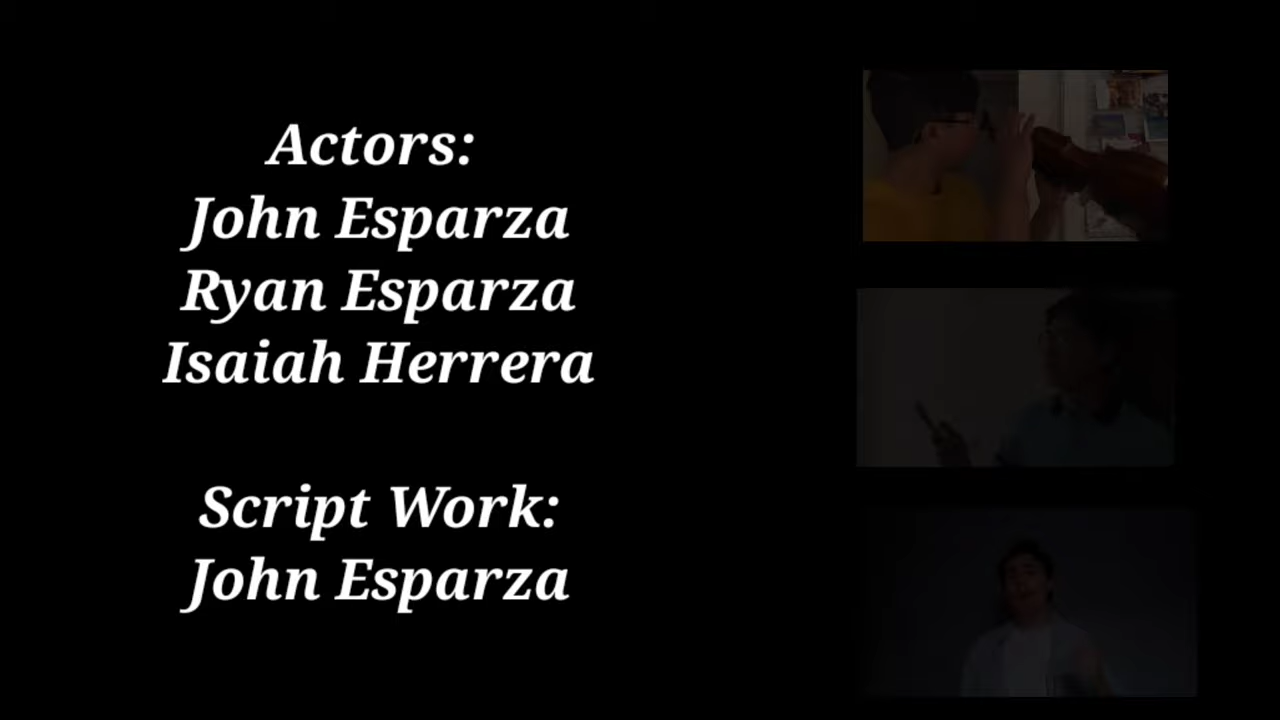 Actors:
John Esparza
Ryan Esparza
Isaiah Herrera
Script Work:
John Esparza